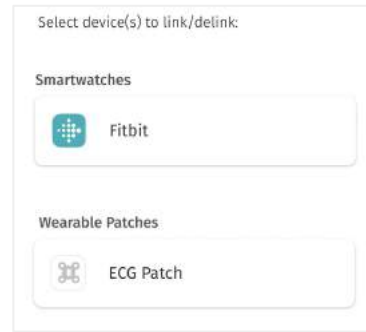 Select device(s) to link/delink:
Smartwatches
Fitbit
Wearable Patches
ECG Patch